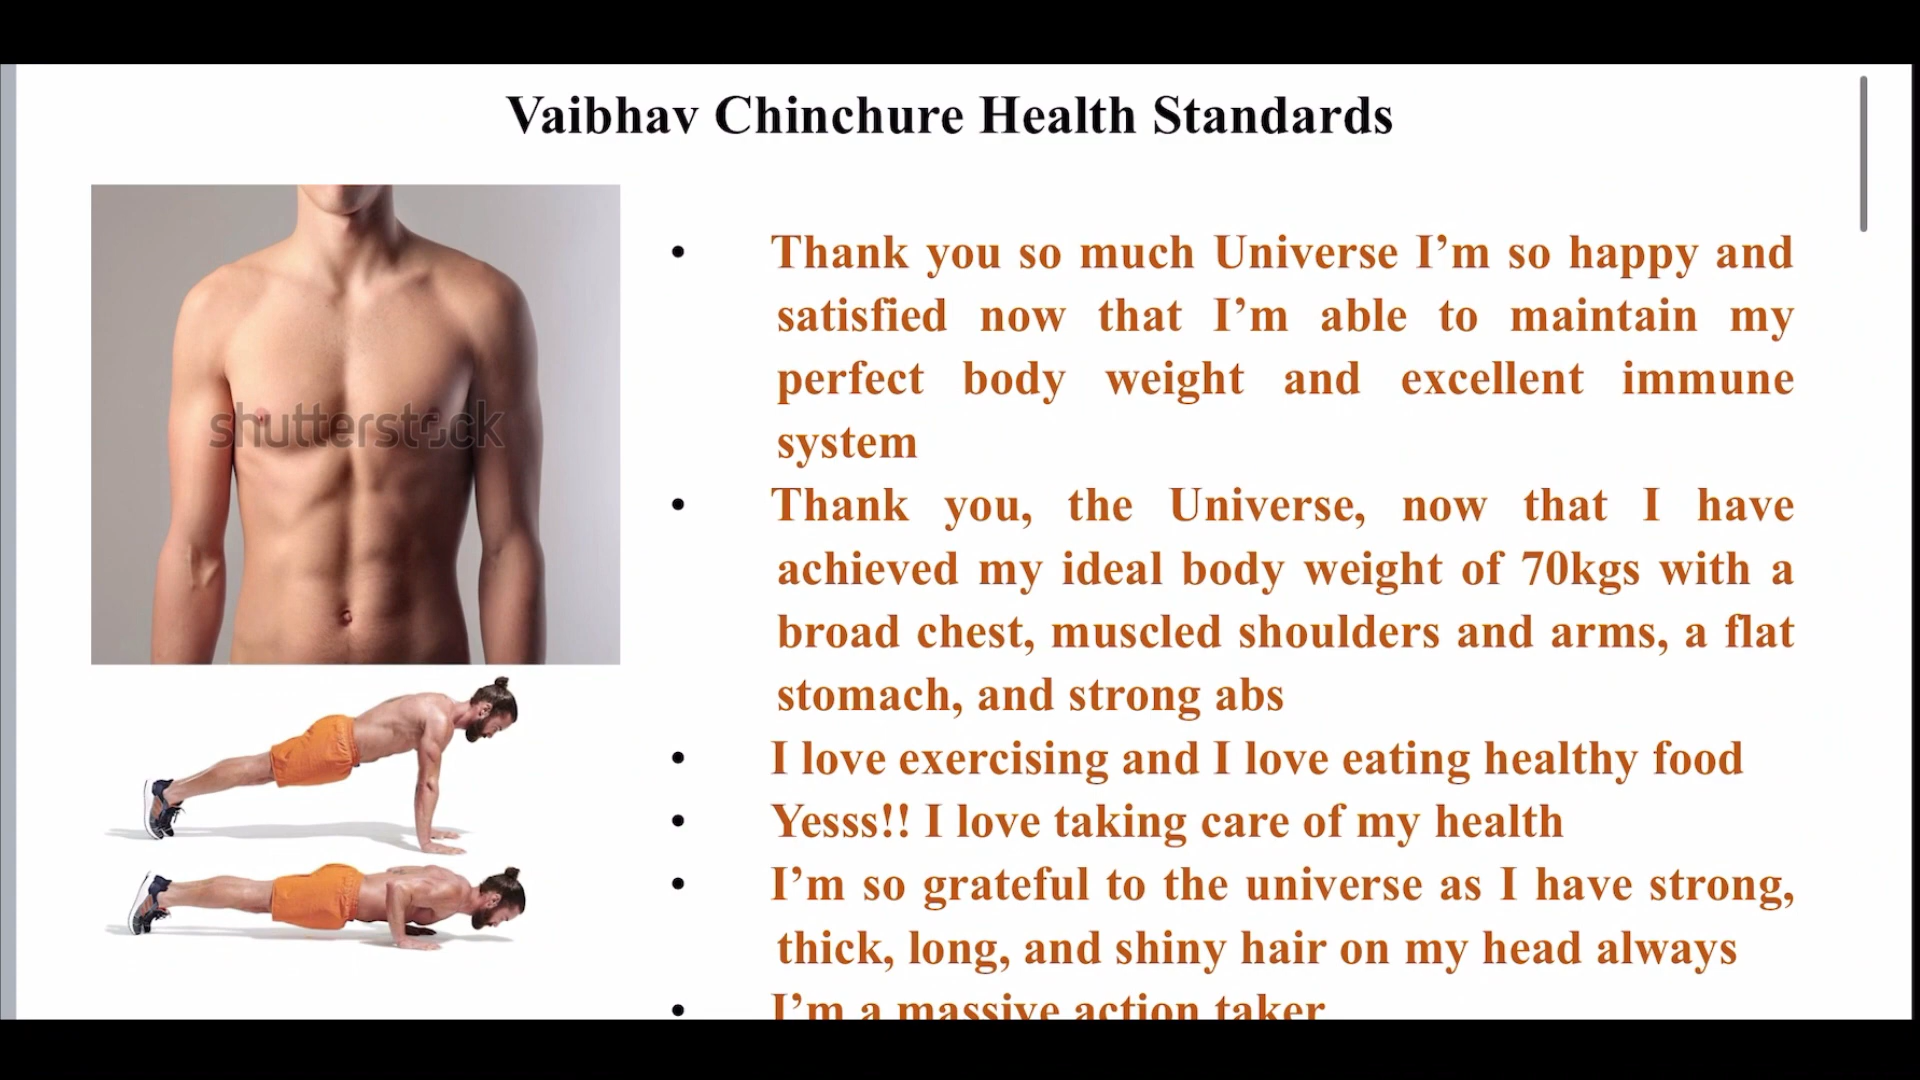 Vaibhav Chinchure Health Standards
shutterstock
• Thank you so much Universe I’m so happy and
satisfied now that I’m able to maintain my
perfect body weight and excellent immune
system
• Thank you, the Universe, now that I have
achieved my ideal body weight of 70kgs with a
broad chest, muscled shoulders and arms, a flat
stomach, and strong abs
• I love exercising and I love eating healthy food
• Yesss!! I love taking care of my health
• I’m so grateful to the universe as I have strong,
thick, long, and shiny hair on my head always
• I’m a massive action taker